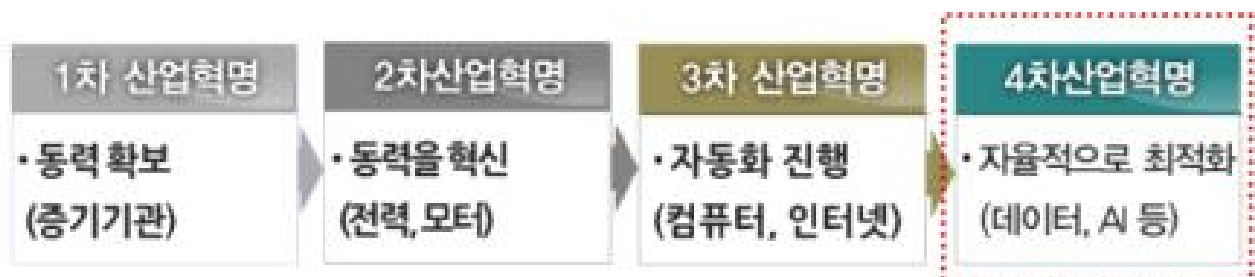 1차 산업혁명
· 동력 확보
(증기기관)
2차산업혁명
· 동력을 혁신
(전력, 모터)
3차 산업혁명
· 자동화 진행
(컴퓨터, 인터넷)
4차산업혁명
· 자율적으로 최적화
(데이터, AI 등)